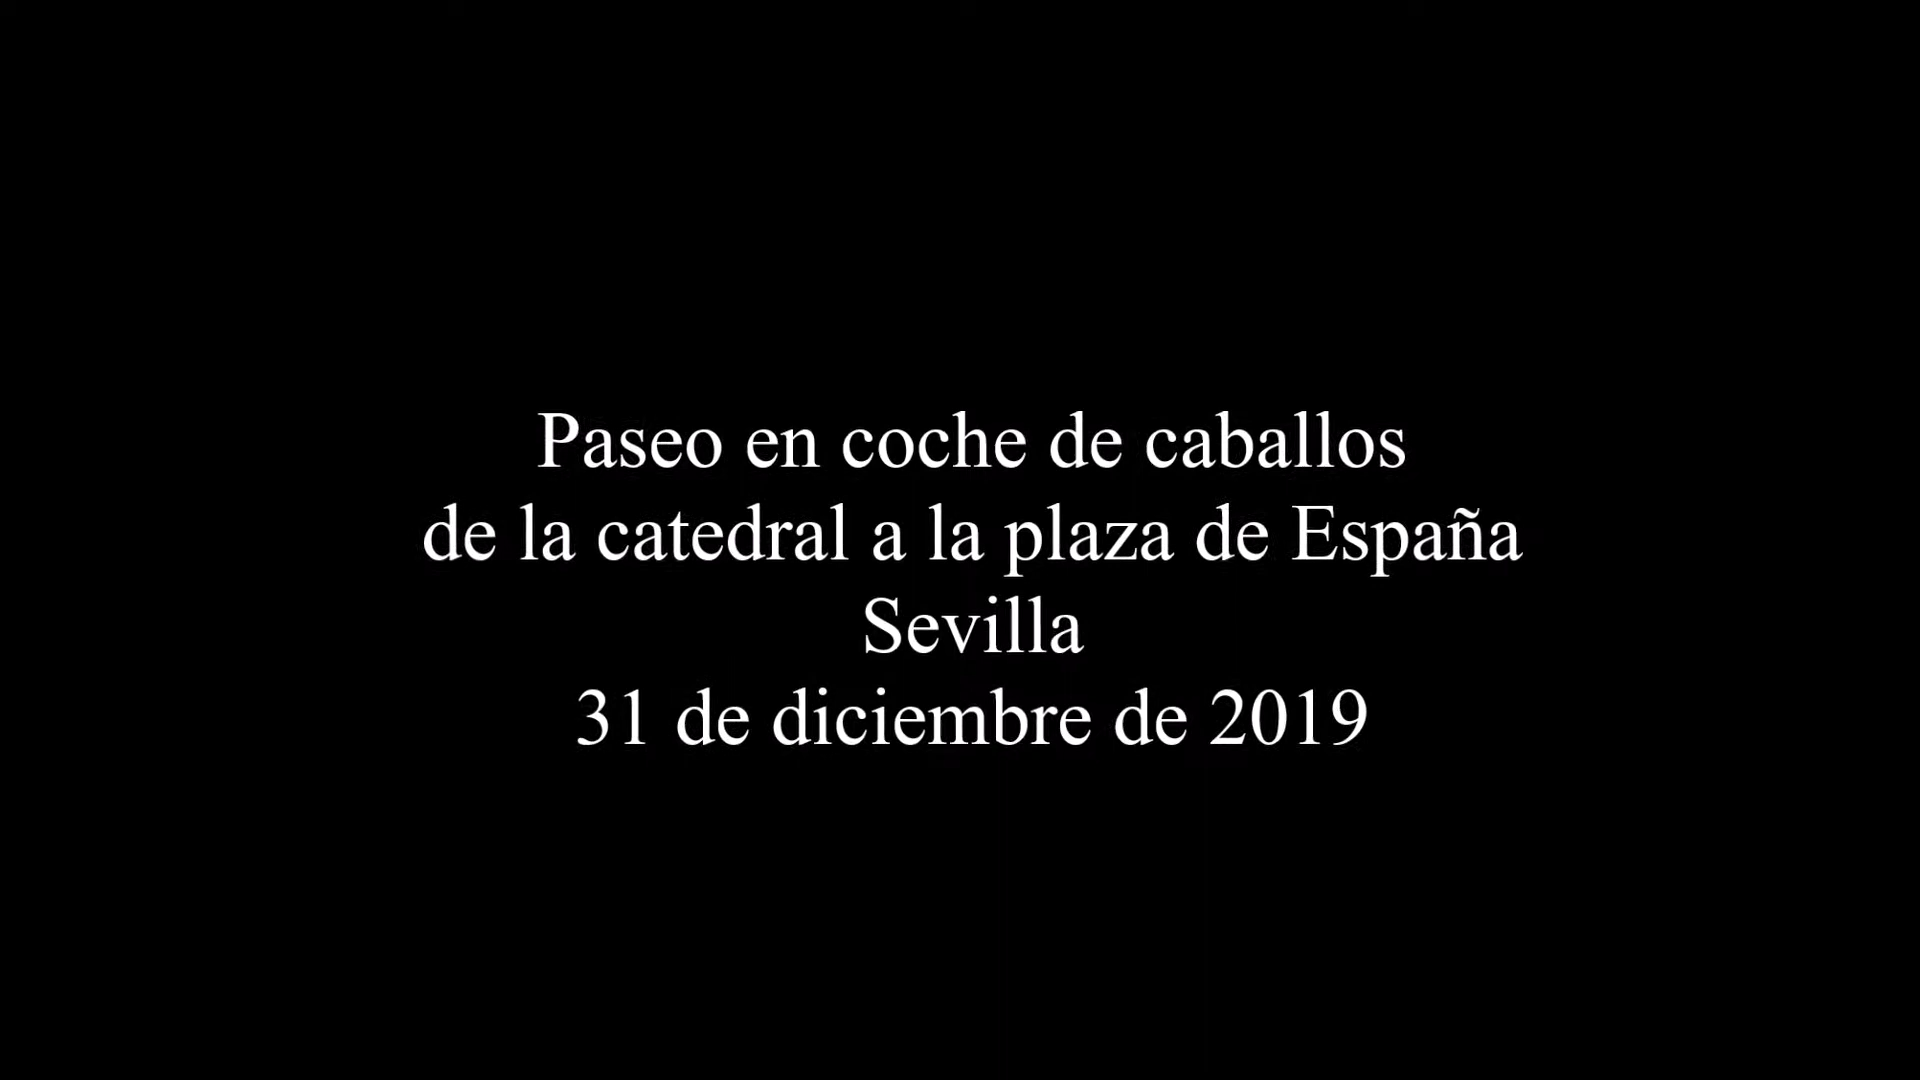 Paseo en coche de caballos
de la catedral a la plaza de España
Sevilla
31 de diciembre de 2019